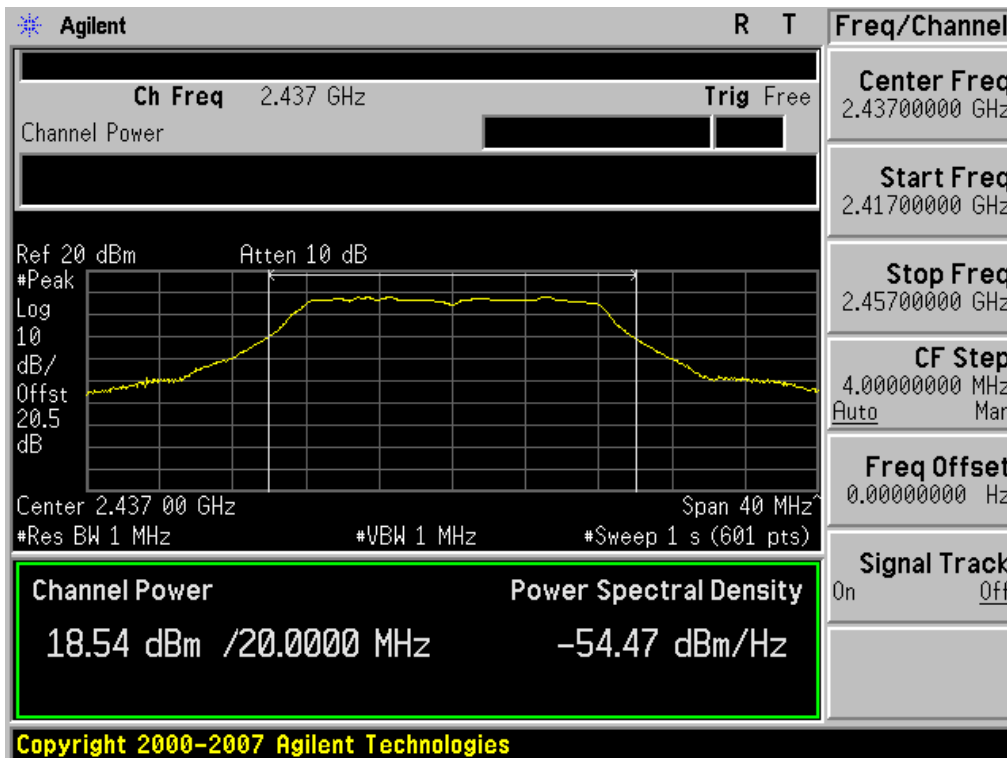 Agilent R T Freq/Channel
Ch Freq 2.437 GHz Trig Free
Channel Power
Center Freq
2.43700000 GHz
Start Freq
2.41700000 GHz
Stop Freq
2.45700000 GHz
CF Step
4.00000000 MHz
Auto Man
Freq Offset
0.00000000 Hz
Signal Track
On Off
Ref 20 dBm Atten 10 dB
#Peak
Log
10
dB/
Offst
20.5
dB
Center 2.437 00 GHz Span 40 MHz^
#Res BW 1 MHz #VBW 1 MHz #Sweep 1 s (601 pts)
Channel Power Power Spectral Density
18.54 dBm /20.0000 MHz -54.47 dBm/Hz
Copyright 2000-2007 Agilent Technologies